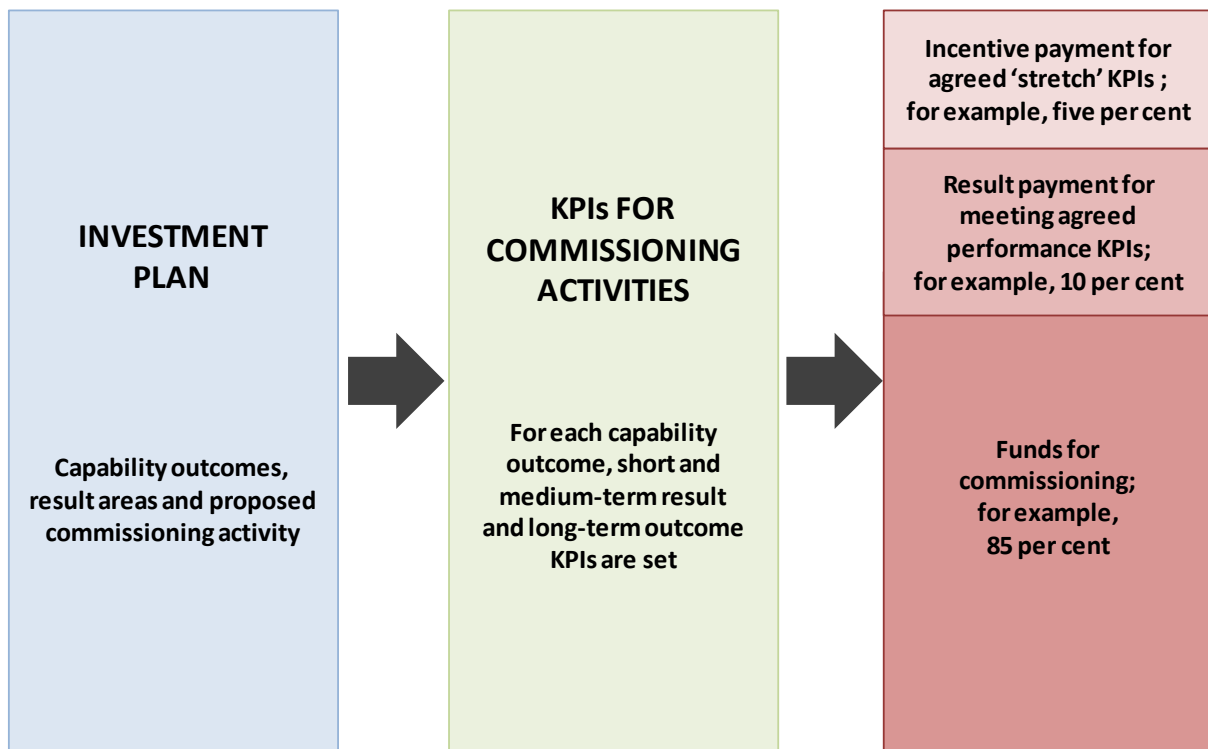 INVESTMENT
PLAN
Capability outcomes,
result areas and proposed
commissioning activity
KPIs FOR
COMMISSIONING
ACTIVITIES
For each capability
outcome, short and
medium-term result
and long-term outcome
KPIs are set
Incentive payment for
agreed ‘stretch’ KPIs ;
for example, five per cent
Result payment for
meeting agreed
performance KPIs;
for example, 10 per cent
Funds for
commissioning;
for example,
85 per cent